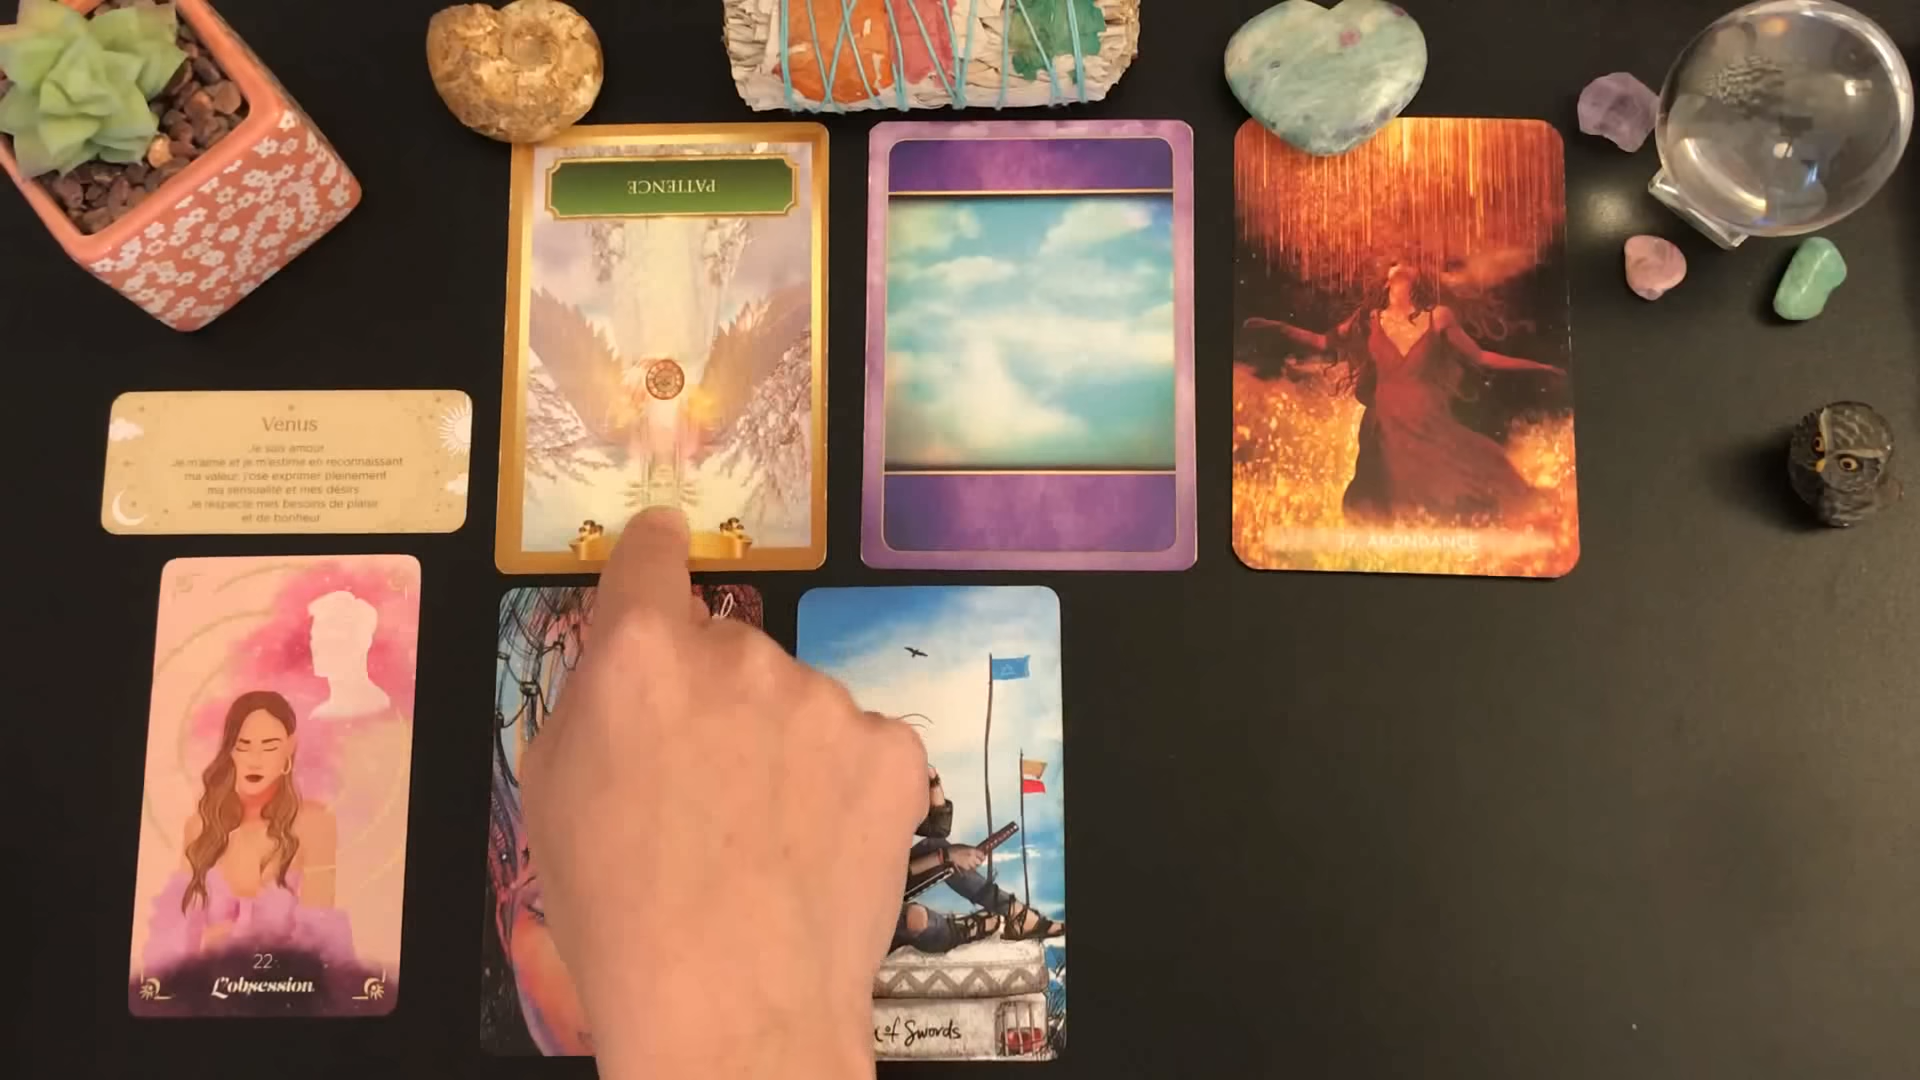 PATIENCE
Vénus
Je suis amour
Je m'aime et je m'estime en reconnaissant
ma valeur, j'ose exprimer pleinement
ma sensualité et mes désirs
Je respecte mes besoins de plaisir
et de bonheur
17. ABONDANCE
22.
L'obsession
of Swords